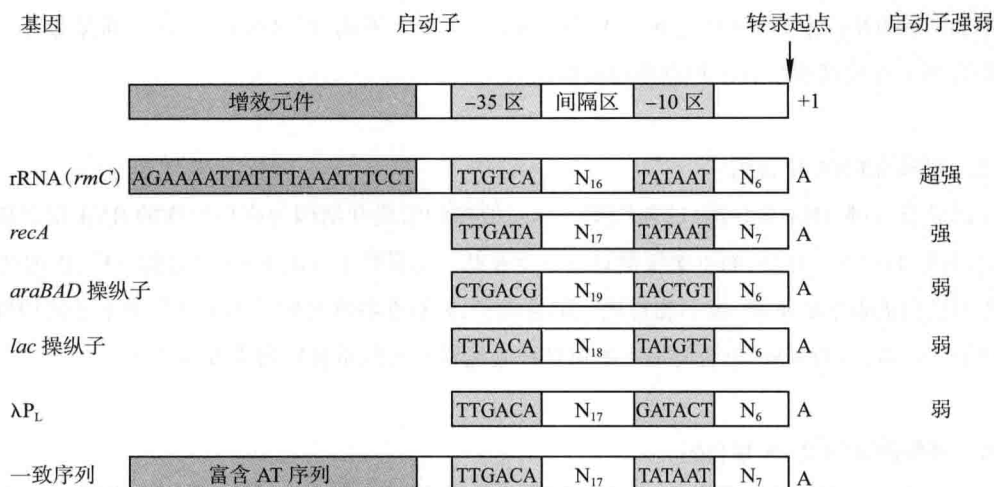 基因 启动子 转录起点 启动子强弱
增效元件 –35 区 间隔区 –10 区 +1
rRNA(rrnC) AGAAAATTATTTTAAATTTCCT TTGTCA N16 TATAAT N6 A 超强
recA TTGATA N17 TATAAT N7 A 强
araBAD 操纵子 CTGACG N19 TACTGT N6 A 弱
lac 操纵子 TTTACA N18 TATGTT N6 A 弱
λPL TTGACA N17 GATACT N6 A 弱
一致序列 富含 AT 序列 TTGACA N17 TATAAT N7 A